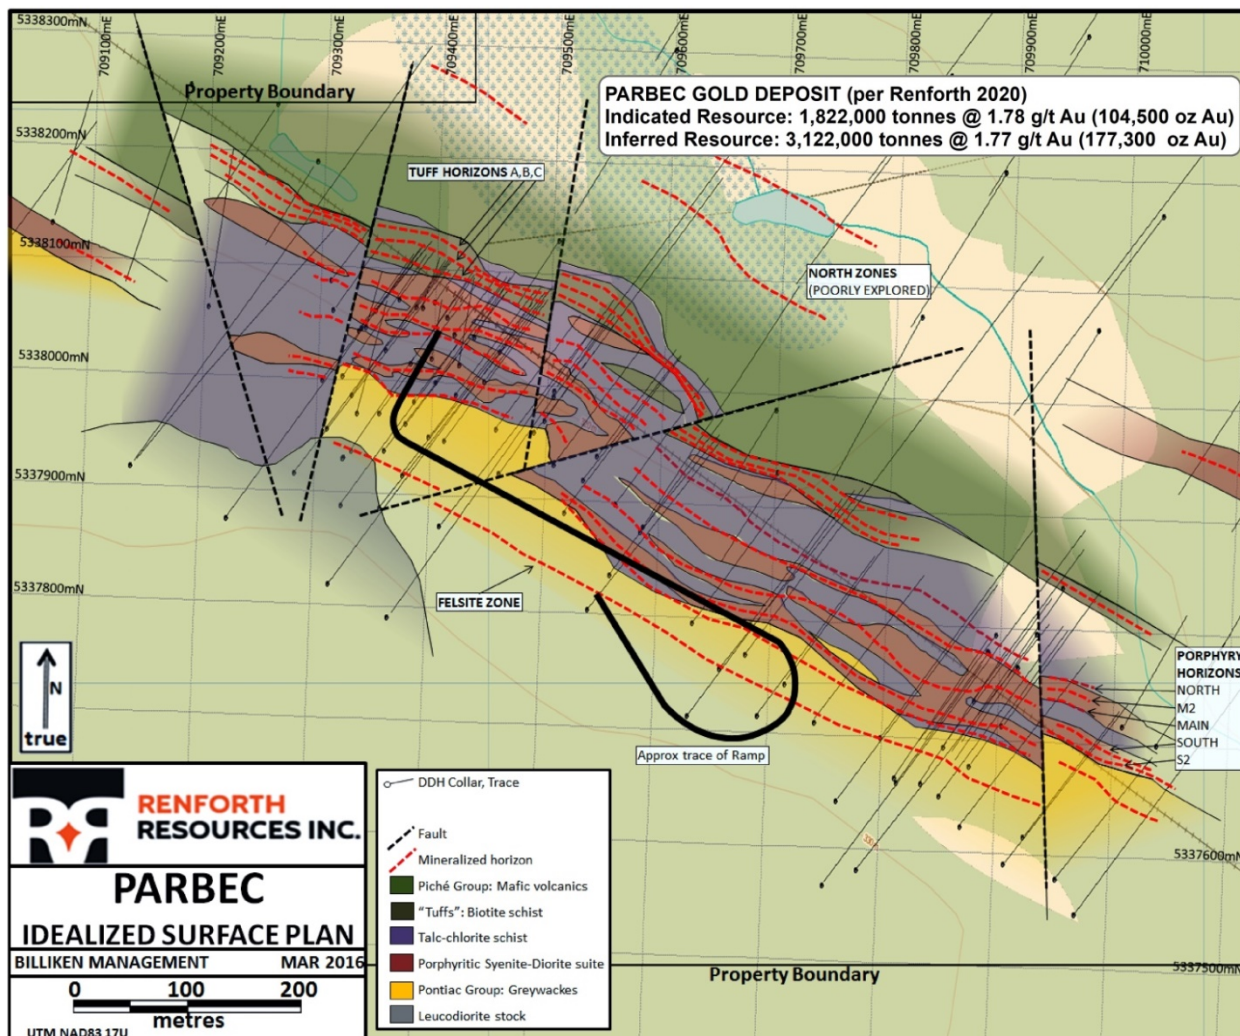 5338300mN
709100mE
709200mE
709300mE
709400mE
709500mE
709600mE
709700mE
709800mE
709900mE
710000mE
Property Boundary
PARBEC GOLD DEPOSIT (per Renforth 2020)
Indicated Resource: 1,822,000 tonnes @ 1.78 g/t Au (104,500 oz Au)
Inferred Resource: 3,122,000 tonnes @ 1.77 g/t Au (177,300 oz Au)
5338200mN
TUFF HORIZONS A,B,C
5338100mN
NORTH ZONES
(POORLY EXPLORED)
5338000mN
5337900mN
5337800mN
FELSITE ZONE
PORPHYRY
HORIZONS
NORTH
M2
MAIN
SOUTH
S2
N
true
Approx trace of Ramp
RENFORTH
RESOURCES INC.
DDH Collar, Trace
Fault
Mineralized horizon
Piché Group: Mafic volcanics
"Tuffs": Biotite schist
Talc-chlorite schist
Porphyritic Syenite-Diorite suite
Pontiac Group: Greywackes
Leucodiorite stock
5337600mN
5337500mN
Property Boundary
PARBEC
IDEALIZED SURFACE PLAN
BILLIKEN MANAGEMENT MAR 2016
0 100 200
metres
UTM NAD83 17U